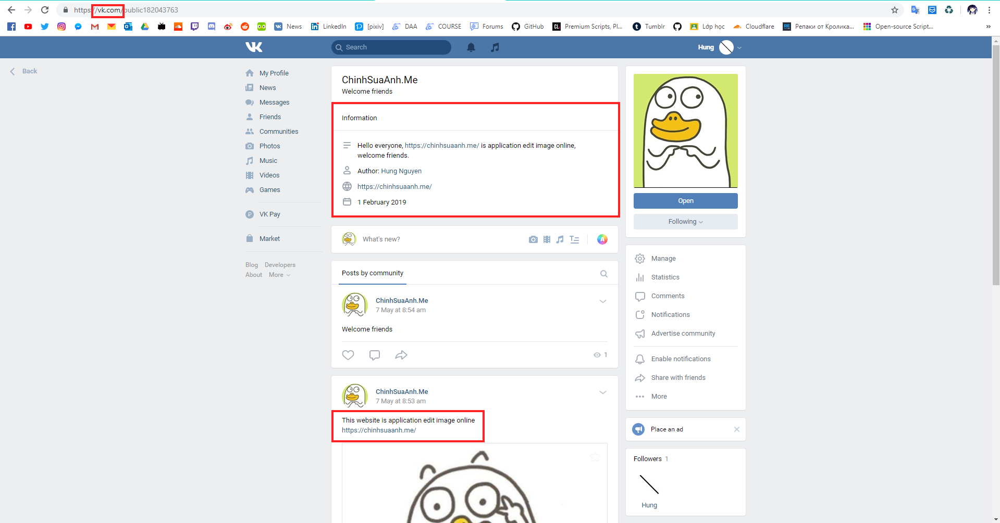 https://vk.com/public182043763
News
LinkedIn
[pixiv]
DAA
COURSE
Forums
GitHub
Premium Scripts, Pl...
Tumblr
Lớp học
Cloudflare
Репаки от Кролика...
Open-source Script...
Search
Hung
Back
My Profile
News
Messages
Friends
Communities
Photos
Music
Videos
Games
VK Pay
Market
Blog Developers
About More
ChinhSuaAnh.Me
Welcome friends
Information
Hello everyone, https://chinhsuaanh.me/ is application edit image online,
welcome friends.
Author: Hung Nguyen
https://chinhsuaanh.me/
1 February 2019
What's new?
Posts by community
ChinhSuaAnh.Me
7 May at 8:54 am
Welcome friends
1
ChinhSuaAnh.Me
7 May at 8:53 am
This website is application edit image online
https://chinhsuaanh.me/
Open
Following
Manage
Statistics
Comments
Notifications
Advertise community
Enable notifications
Share with friends
More
Place an ad
Followers 1
Hung